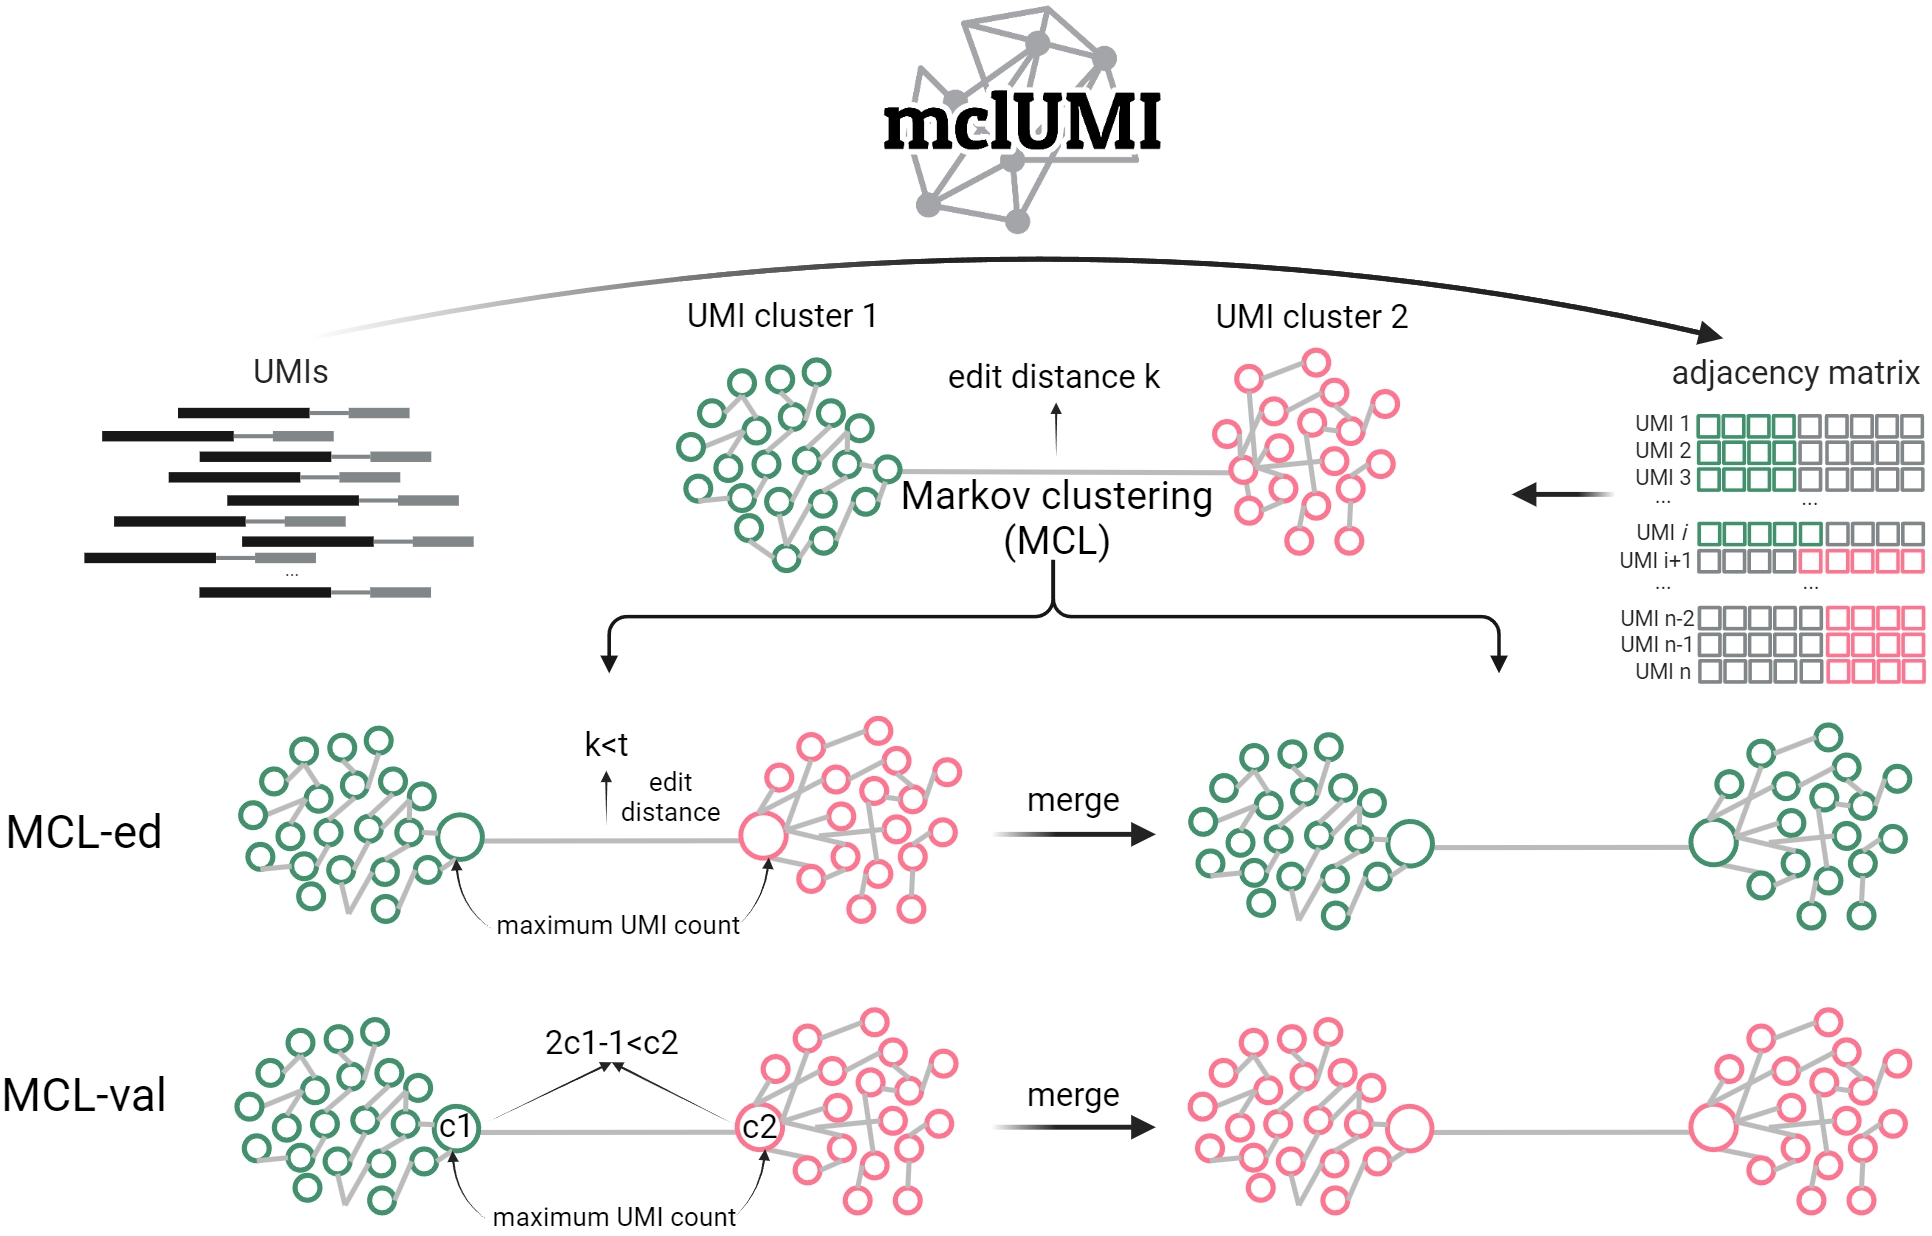 mclUMI
UMI cluster 1
UMI cluster 2
UMIs
...
edit distance k
Markov clustering
(MCL)
adjacency matrix
UMI 1
UMI 2
UMI 3
... ...
UMI i
UMI i+1
... ...
UMI n-2
UMI n-1
UMI n
MCL-ed
k<t
edit
distance
maximum UMI count
merge
MCL-val
2c1-1<c2
c1
c2
maximum UMI count
merge